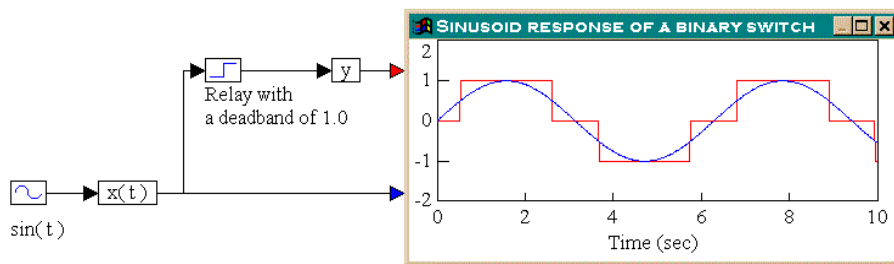 SINUSOID RESPONSE OF A BINARY SWITCH
y
Relay with
a deadband of 1.0
x(t)
sin(t)
2
1
0
-1
-2
0 2 4 6 8 10
Time (sec)